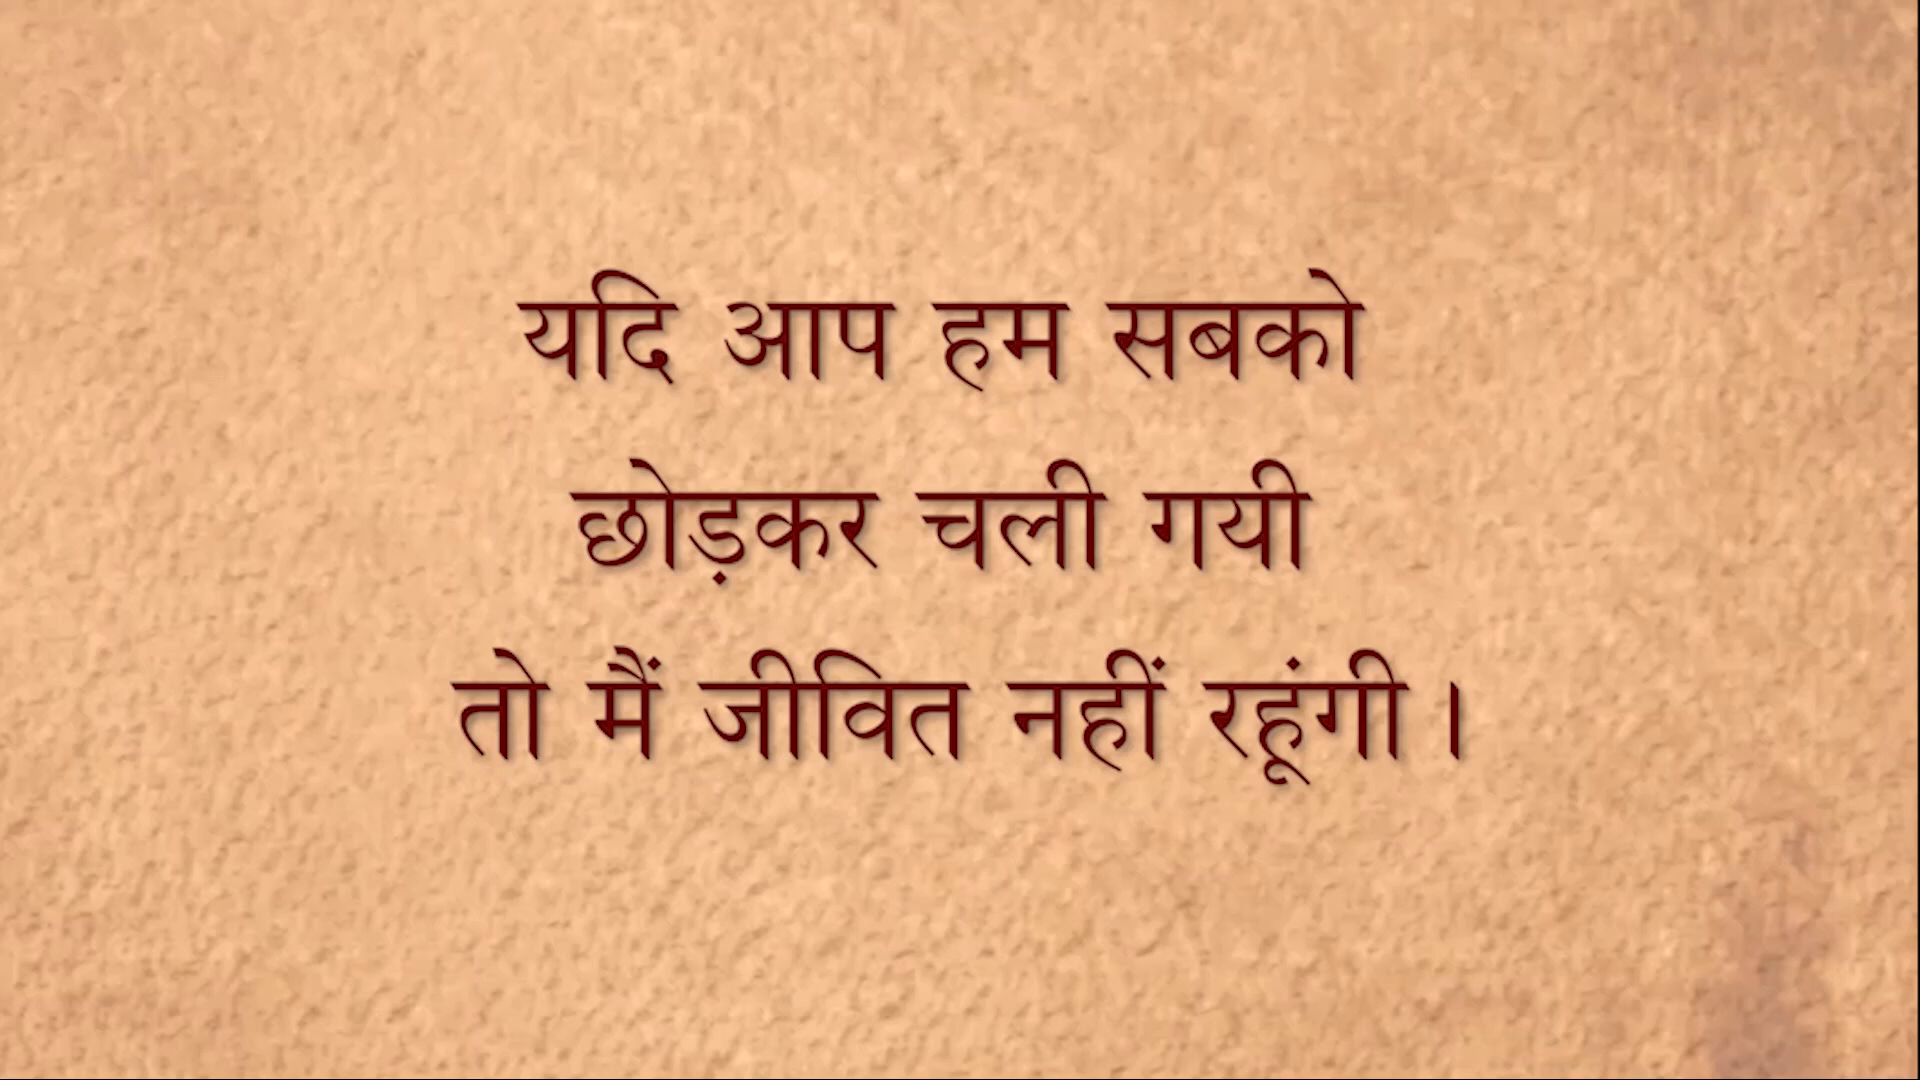 यदि आप हम सबको
छोड़कर चली गयी
तो मैं जीवित नहीं रहूंगी ।